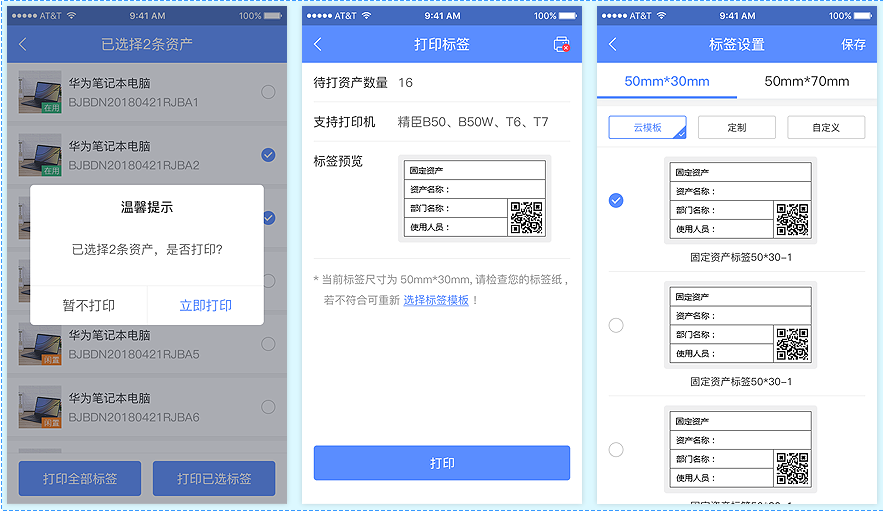 AT&T 9:41 AM 100%
已选择2条资产
华为笔记本电脑
BJBDN20180421RJBA1
在用
华为笔记本电脑
BJBDN20180421RJBA2
在用
温馨提示
已选择2条资产，是否打印?
暂不打印
立即打印
华为笔记本电脑
BJBDN20180421RJBA5
闲置
华为笔记本电脑
BJBDN20180421RJBA6
闲置
打印全部标签
打印已选标签
AT&T 9:41 AM 100%
打印标签
待打资产数量 16
支持打印机 精臣B50、B50W、T6、T7
标签预览
固定资产
资产名称：
部门名称：
使用人员：
* 当前标签尺寸为 50mm*30mm, 请检查您的标签纸，
若不符合可重新 选择标签模板 ！
打印
AT&T 9:41 AM 100%
标签设置
保存
50mm*30mm
50mm*70mm
云模板
定制
自定义
固定资产
资产名称：
部门名称：
使用人员：
固定资产标签50*30-1
固定资产
资产名称：
部门名称：
使用人员：
固定资产标签50*30-1
固定资产
资产名称：
部门名称：
使用人员：
固定资产标签50*30-1